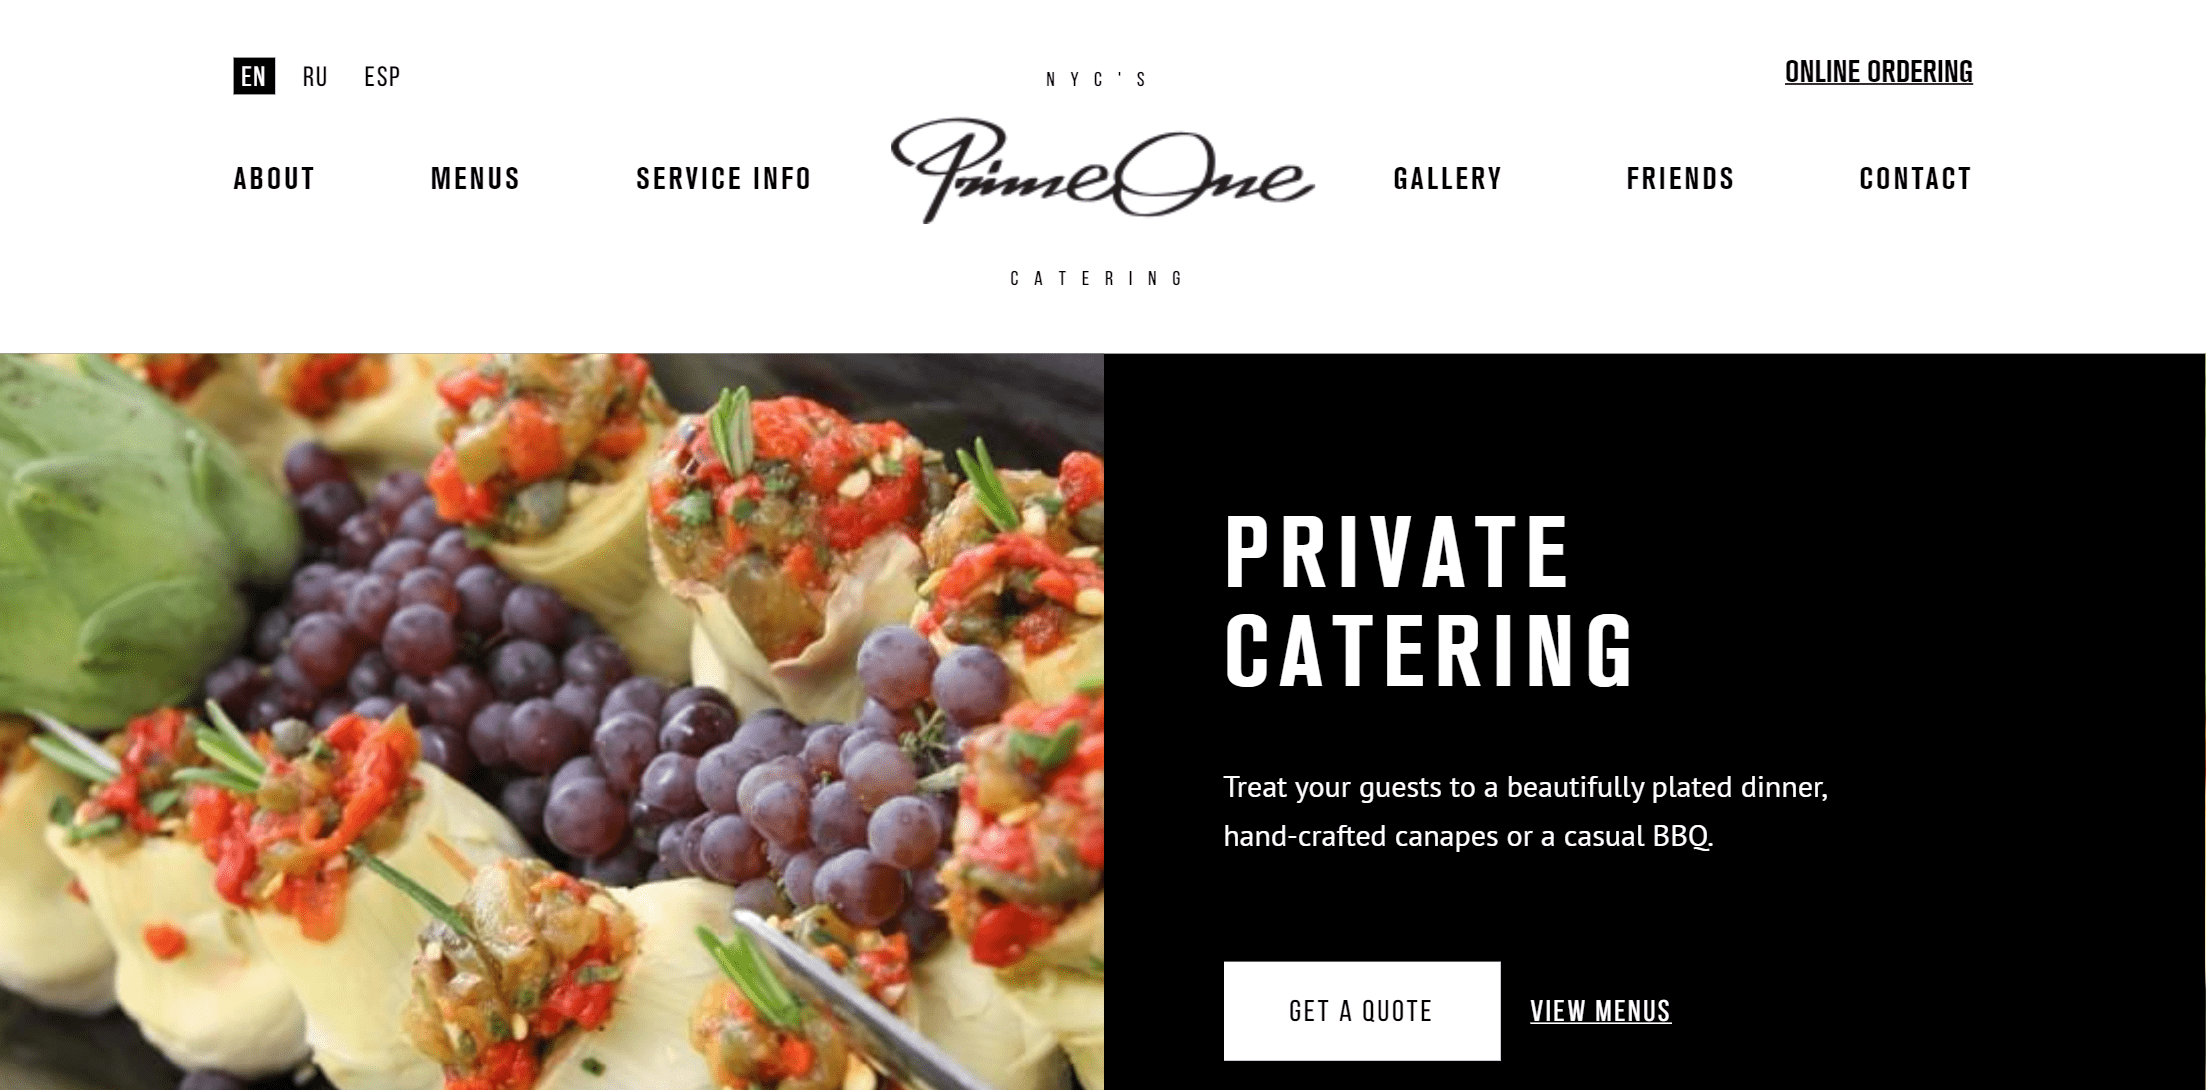 EN RU ESP
ONLINE ORDERING
NYC'S
PrimeOne
CATERING
ABOUT MENUS SERVICE INFO
GALLERY FRIENDS CONTACT
PRIVATE
CATERING
Treat your guests to a beautifully plated dinner,
hand-crafted canapes or a casual BBQ.
GET A QUOTE
VIEW MENUS